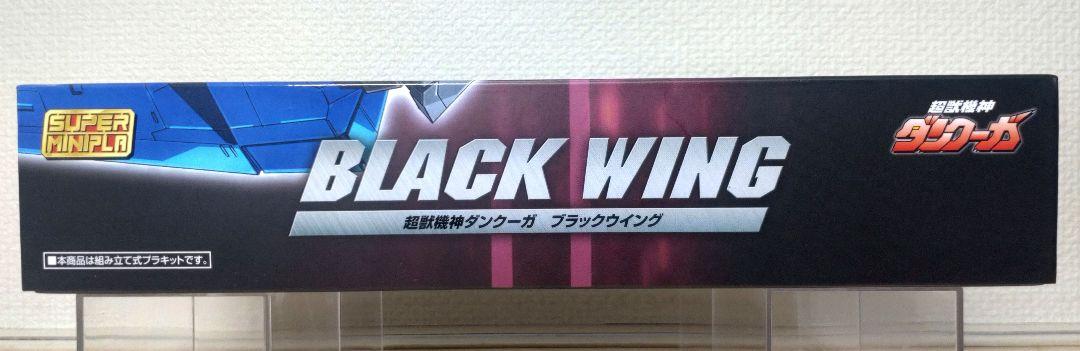 SUPER
MINIPLA
BLACK WING
超獣機神ダンクーガ ブラックウイング
超獣機神
ダンクーガ
■本商品は組み立て式プラキットです。